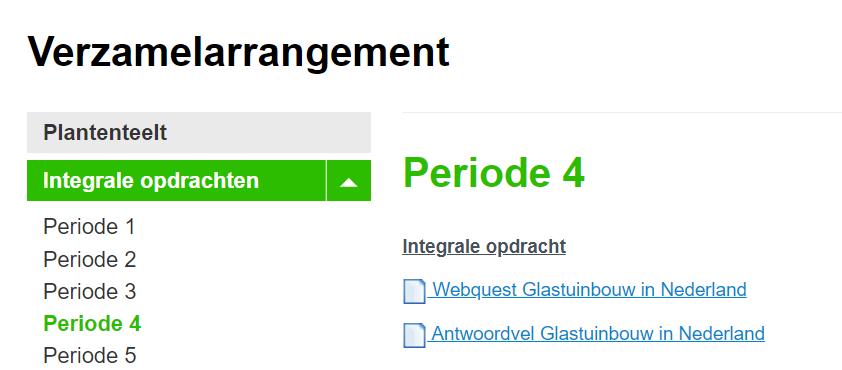 Verzamelarrangement
Plantenteelt
Integrale opdrachten
Periode 1
Periode 2
Periode 3
Periode 4
Periode 5
Periode 4
Integrale opdracht
Webquest Glastuinbouw in Nederland
Antwoordvel Glastuinbouw in Nederland